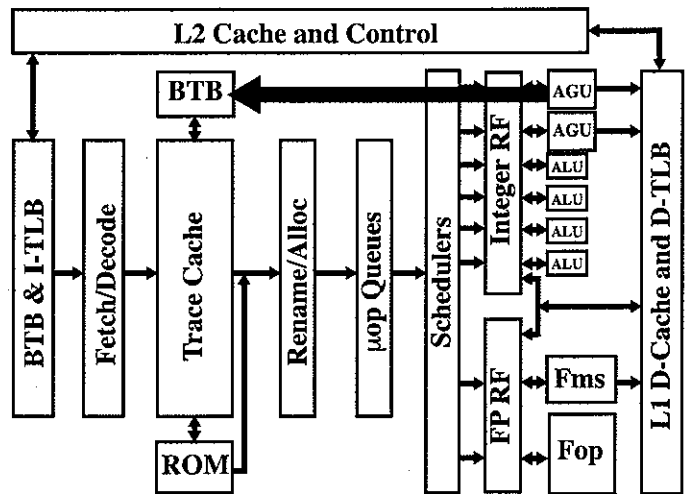 L2 Cache and Control
BTB
BTB & I-TLB
Fetch/Decode
Trace Cache
ROM
Rename/Alloc
µop Queues
Schedulers
Integer RF
FP RF
AGU
AGU
ALU
ALU
ALU
ALU
Fms
Fop
L1 D-Cache and D-TLB